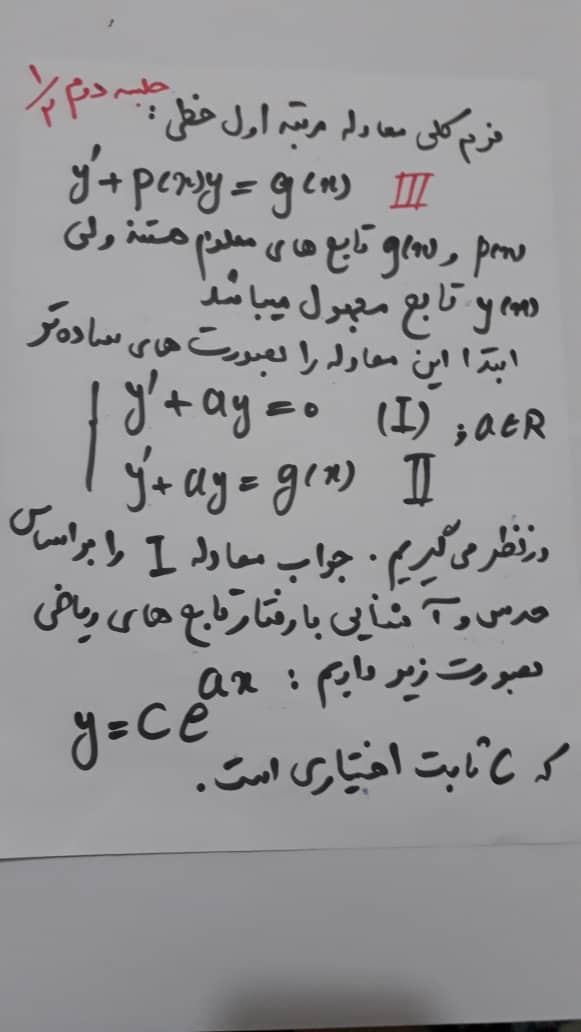 جلسه دوم ۱/۲
فرم کلی معادله مرتبه اول خطی :
y′ + p(x)y = g(x) III
p(x) و g(x) تابع های معلوم هستند ولی
y(x) تابع مجهول میباشد
ابتدا این معادله را بصورت های ساده تر
y′ + ay = 0 (I) ; a∈R
y′ + ay = g(x) II
در نظر می گیریم . جواب معادله I را براساس
حدس و آشنایی با رفتار تابع های ریاضی
بصورت زیر داریم :
y = C e^ax
که C ثابت اختیاری است .